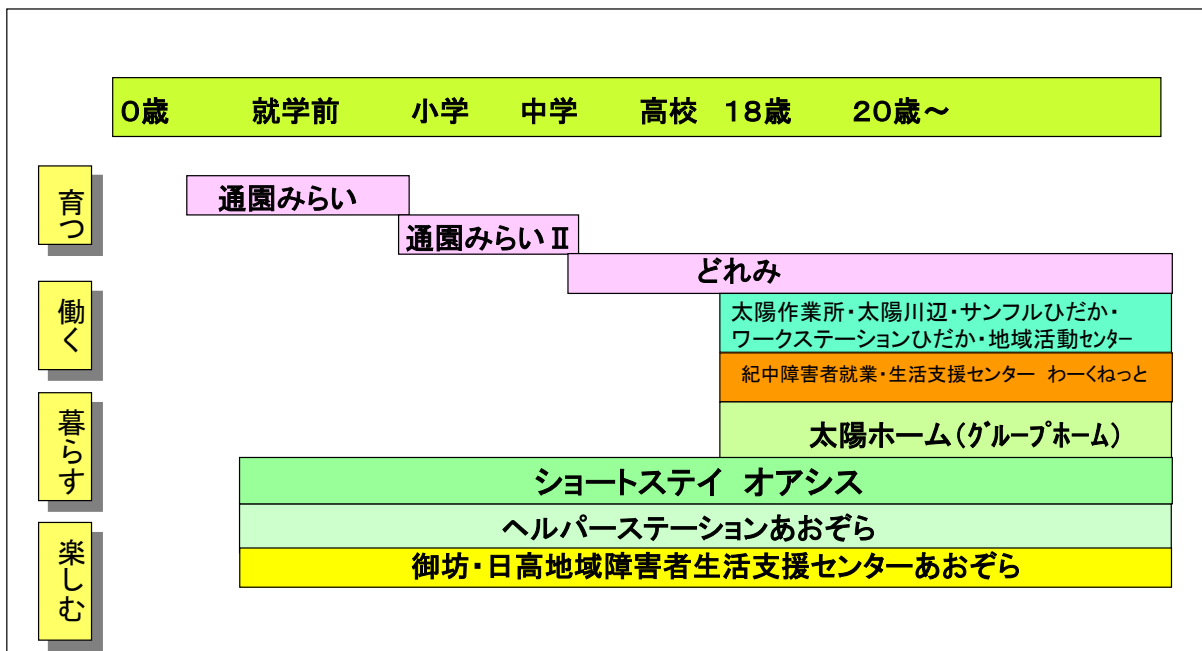 0歳 就学前 小学 中学 高校 18歳 20歳～
育つ
通園みらい
通園みらいⅡ
どれみ
働く
太陽作業所・太陽川辺・サンフルひだか・
ワークステーションひだか・地域活動ｾﾝﾀｰ
紀中障害者就業・生活支援センター わーくねっと
暮らす
太陽ホーム（ｸﾞﾙｰﾌﾟﾎｰﾑ）
ショートステイ オアシス
ヘルパーステーションあおぞら
楽しむ
御坊・日高地域障害者生活支援センターあおぞら